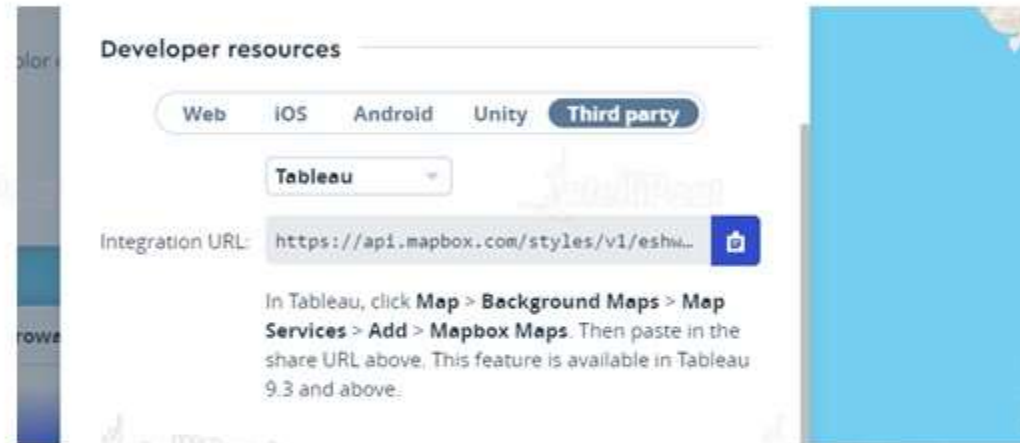 olor
Developer resources
Web iOS Android Unity Third party
Tableau
Integration URL: https://api.mapbox.com/styles/v1/eshw…
In Tableau, click Map > Background Maps > Map
Services > Add > Mapbox Maps. Then paste in the
rowa share URL above. This feature is available in Tableau
9.3 and above.